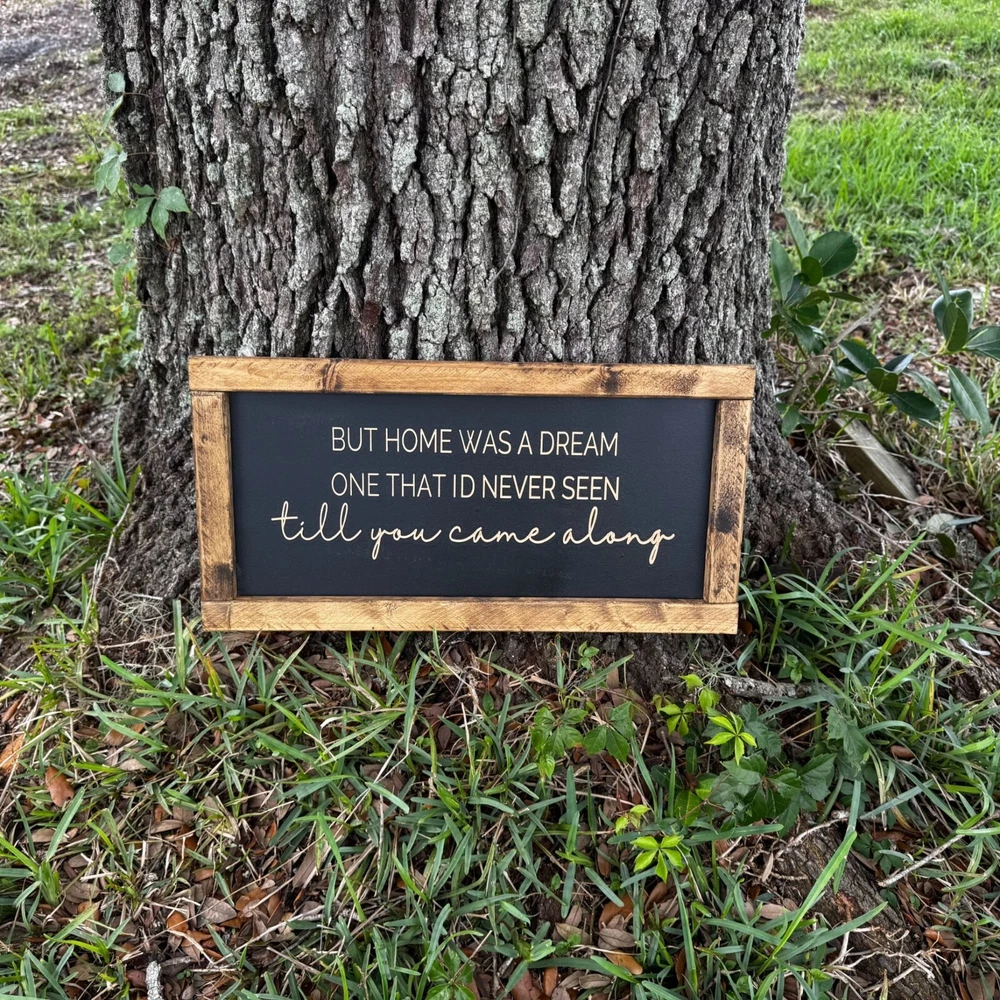 BUT HOME WAS A DREAM
ONE THAT ID NEVER SEEN
till you came along